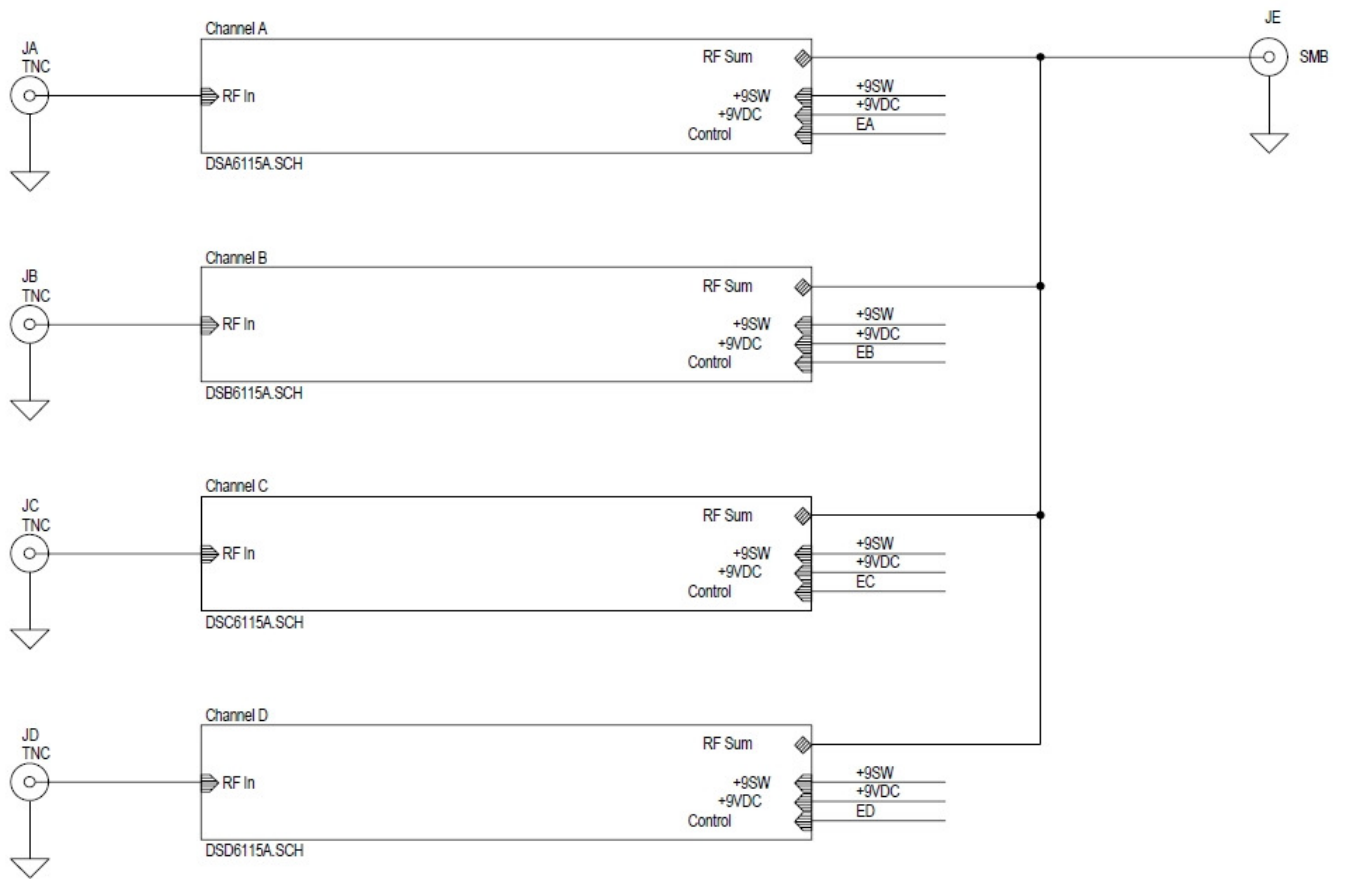 JE
SMB
Channel A
JA
TNC
RF In
RF Sum
+9SW
+9VDC
Control
+9SW
+9VDC
EA
DSA6115A.SCH
Channel B
JB
TNC
RF In
RF Sum
+9SW
+9VDC
Control
+9SW
+9VDC
EB
DSB6115A.SCH
Channel C
JC
TNC
RF In
RF Sum
+9SW
+9VDC
Control
+9SW
+9VDC
EC
DSC6115A.SCH
Channel D
JD
TNC
RF In
RF Sum
+9SW
+9VDC
Control
+9SW
+9VDC
ED
DSD6115A.SCH